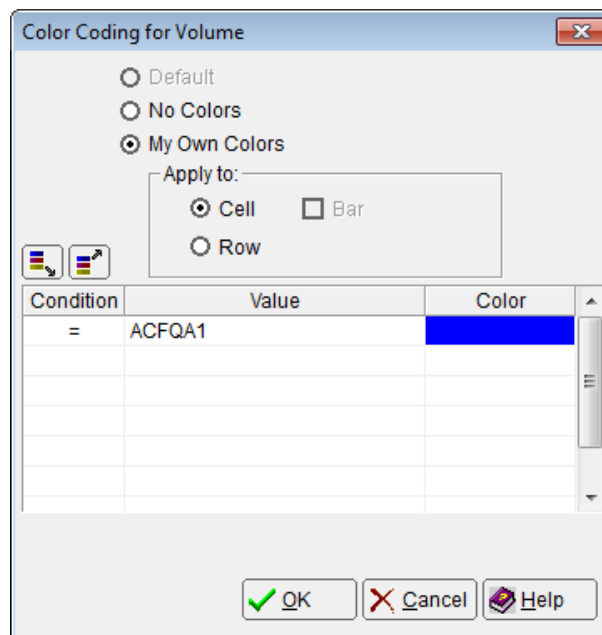 Color Coding for Volume
Default
No Colors
My Own Colors
Apply to:
Cell Bar
Row
Condition Value Color
= ACFQA1
OK Cancel Help